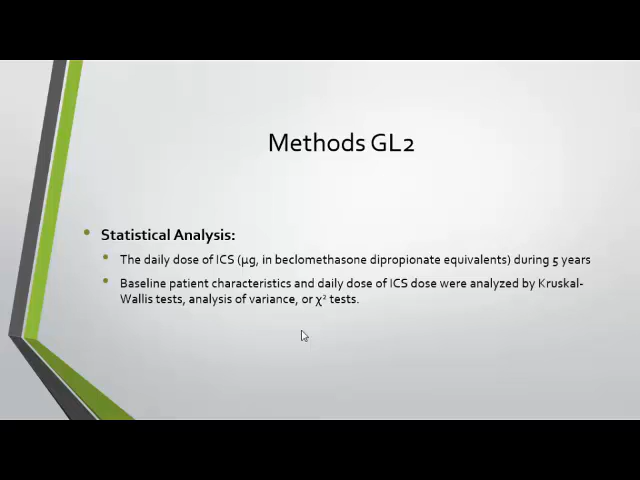 Methods GL2
• Statistical Analysis:
• The daily dose of ICS (µg, in beclomethasone dipropionate equivalents) during 5 years
• Baseline patient characteristics and daily dose of ICS dose were analyzed by Kruskal-
Wallis tests, analysis of variance, or χ² tests.